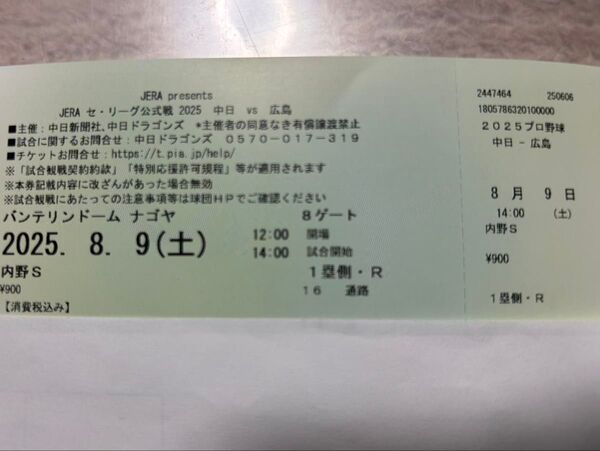 JERA presents
JERA セ・リーグ公式戦 2025 中日 vs 広島
■主催：中日新聞社，中日ドラゴンズ *主催者の同意なき有償譲渡禁止
■試合に関するお問合せ：中日ドラゴンズ 0570-017-319
■チケットお問合せ：https://t.pia.jp/help/
※「試合観戦契約約款」「特別応援許可規程」等が適用されます
※本券記載内容に改ざんがあった場合無効
※試合観戦にあたっての注意事項等は球団HPでご確認ください
バンテリンドーム ナゴヤ 8ゲート
2025. 8. 9(土) 12:00 開場
14:00 試合開始
内野S 1塁側・R
¥900 16 通路
【消費税込み】
2447464 250606
1805786320100000
2025プロ野球
中日－広島
8月 9日
14:00 (土)
内野S
¥900
1塁側・R